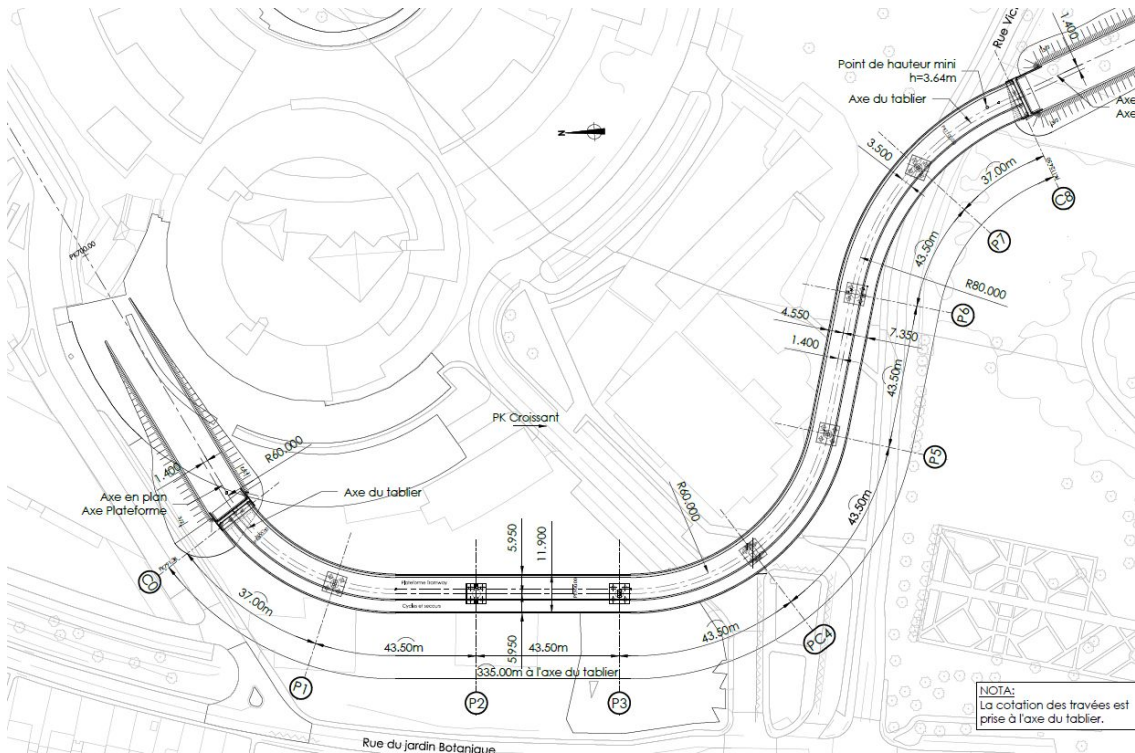 Rue Vic
1.400
Point de hauteur mini
h=3.64m
Axe du tablier
Axe
Axe
N
3.500
37.00m
C8
P7
43.50m
PK700.00
R80.000
P6
4.550
7.350
1.400
43.50m
PK Croissant
P5
R60.000
1.400
Axe du tablier
Axe en plan
Axe Plateforme
R60.000
43.50m
5.950
11.900
Plateforme tramway
Cycles et secours
C0
37.00m
43.50m
43.50m
5.950
43.50m
PC4
335.00m à l'axe du tablier
P1
P2
P3
NOTA:
La cotation des travées est
prise à l'axe du tablier.
Rue du jardin Botanique